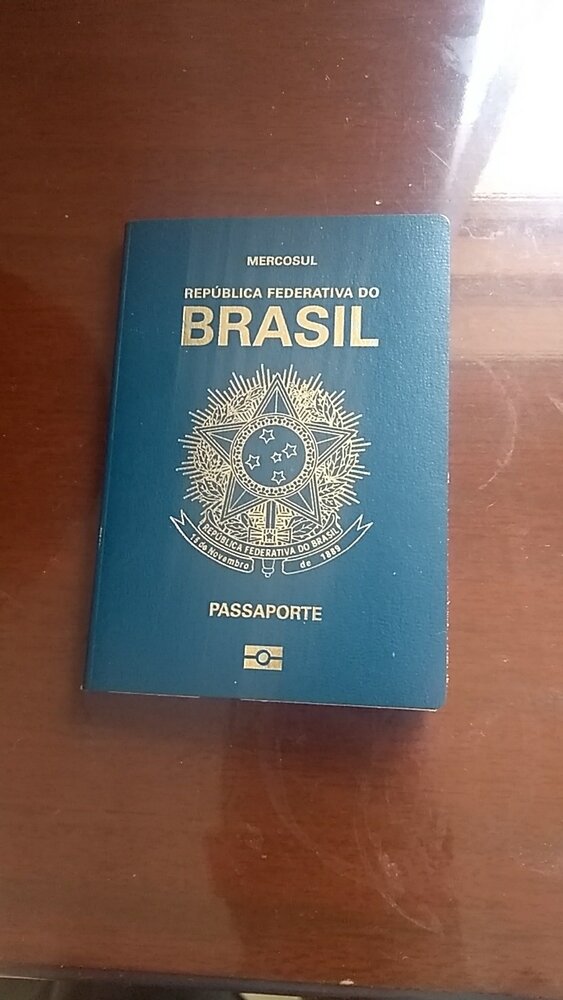 MERCOSUL
REPÚBLICA FEDERATIVA DO
BRASIL
REPÚBLICA FEDERATIVA DO BRASIL
15 de Novembro de 1889
PASSAPORTE